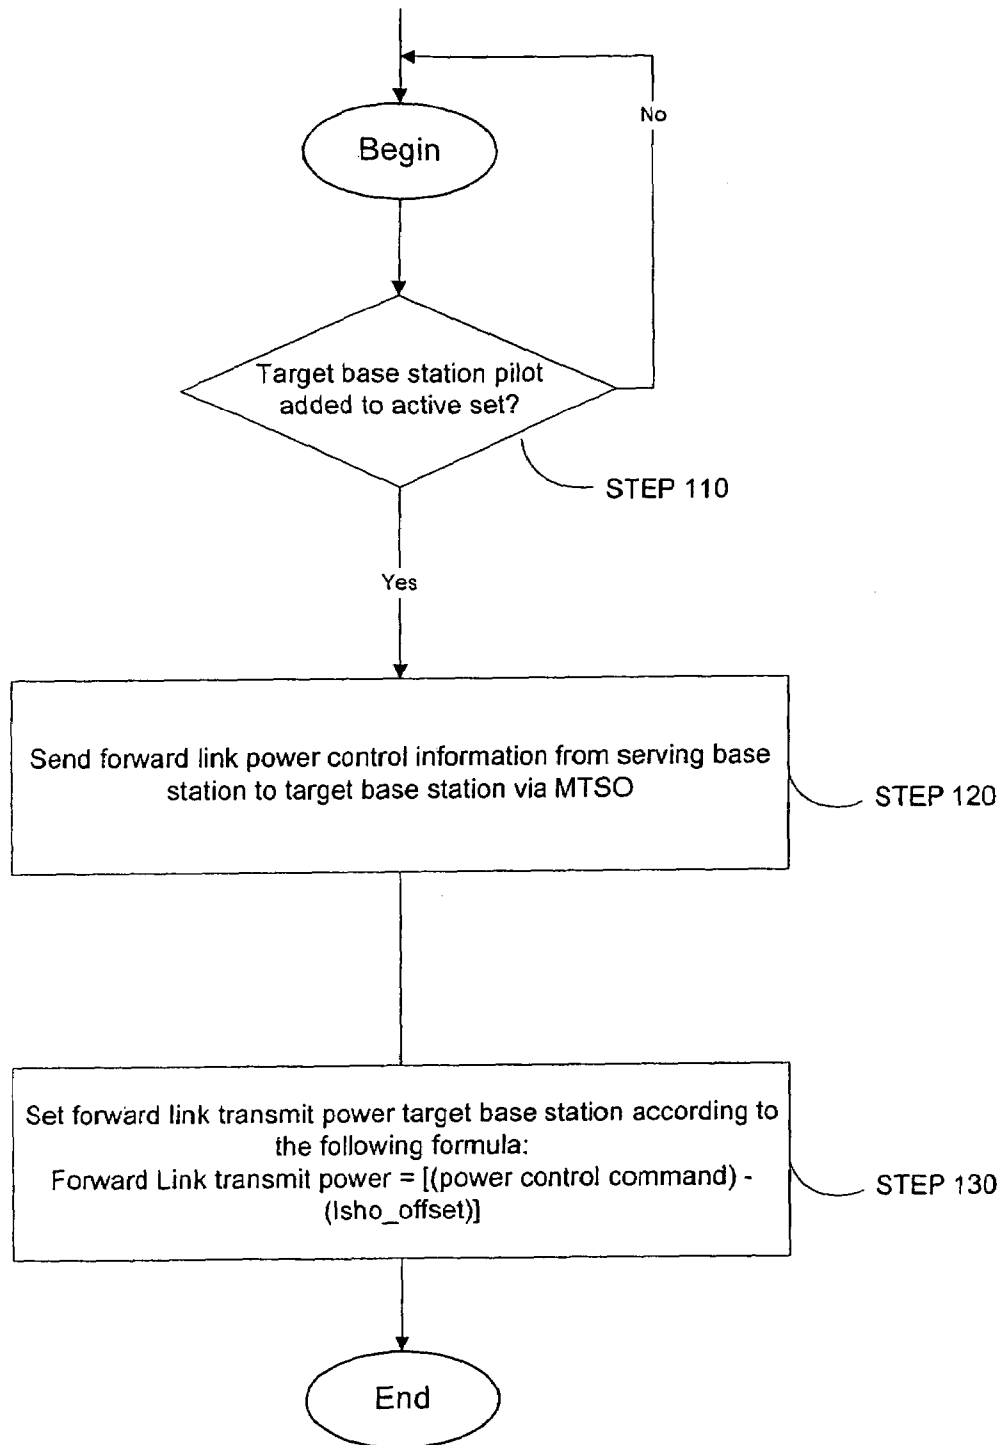 No
Begin
Target base station pilot
added to active set?
STEP 110
Yes
Send forward link power control information from serving base
station to target base station via MTSO
STEP 120
Set forward link transmit power target base station according to
the following formula:
Forward Link transmit power = [(power control command) -
(lsho_offset)]
STEP 130
End